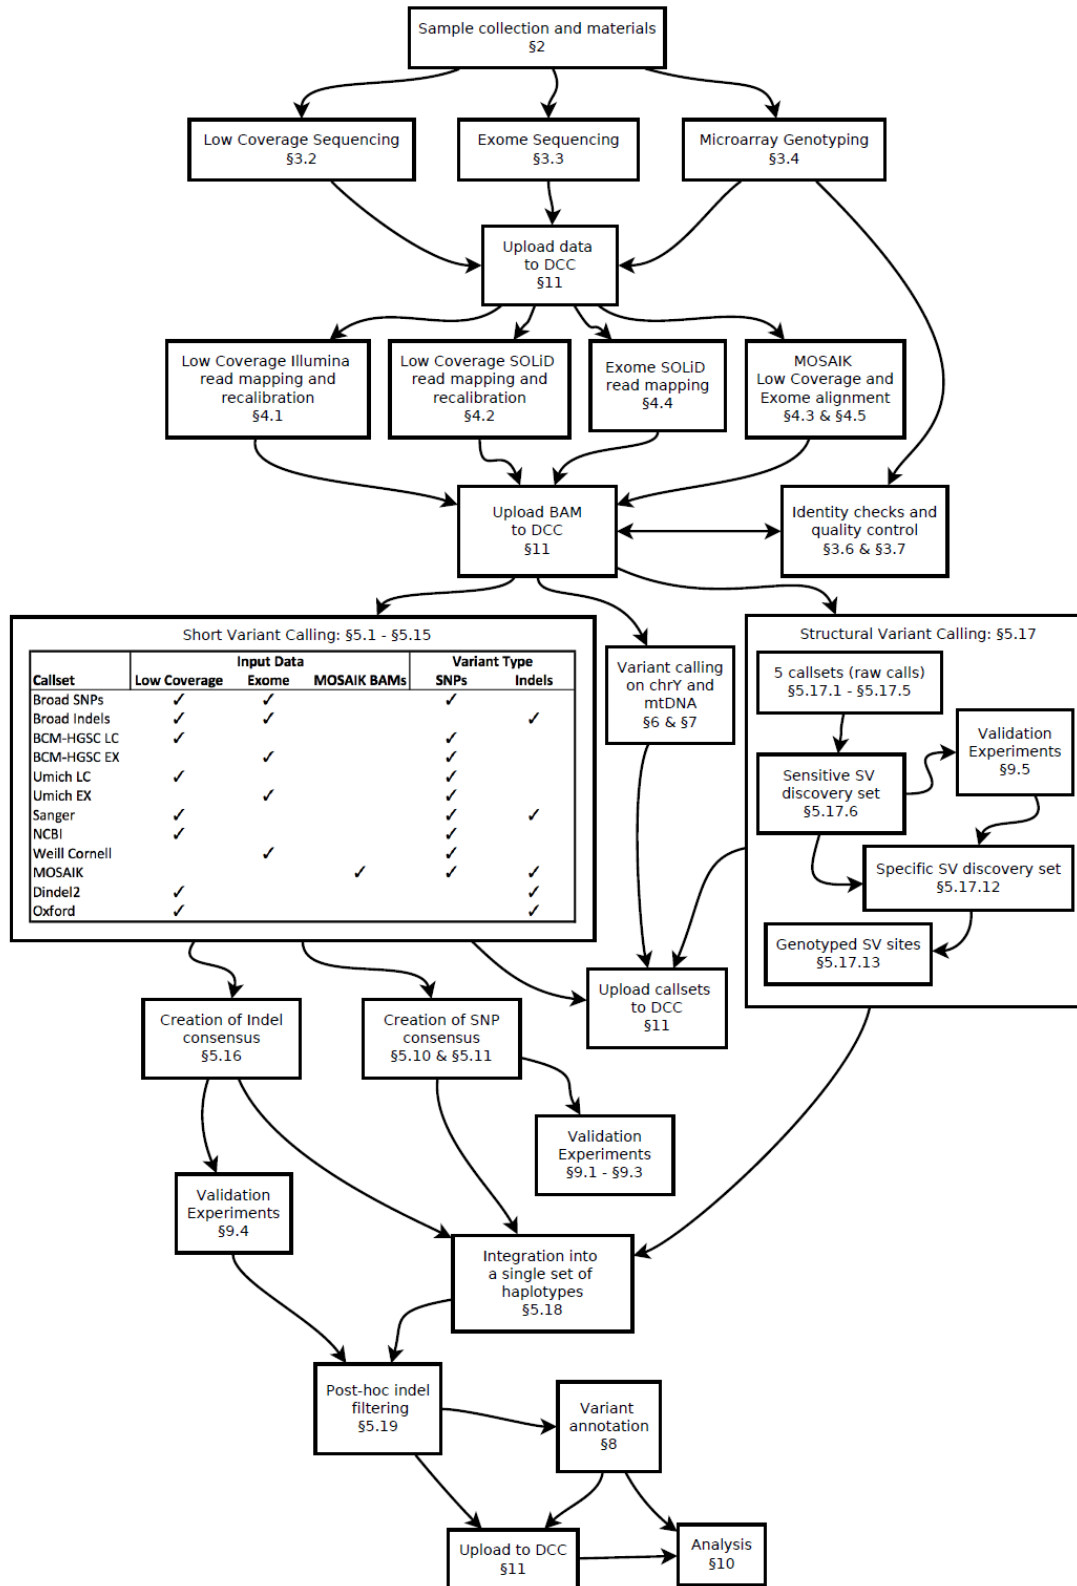 Sample collection and materials
§2
Low Coverage Sequencing
§3.2
Exome Sequencing
§3.3
Microarray Genotyping
§3.4
Upload data
to DCC
§11
Low Coverage Illumina
read mapping and
recalibration
§4.1
Low Coverage SOLiD
read mapping and
recalibration
§4.2
Exome SOLiD
read mapping
§4.4
MOSAIK
Low Coverage and
Exome alignment
§4.3 & §4.5
Upload BAM
to DCC
§11
Identity checks and
quality control
§3.6 & §3.7
Short Variant Calling: §5.1 - §5.15
Input Data Variant Type
Callset Low Coverage Exome MOSAIK BAMs SNPs Indels
Broad SNPs ✓ ✓ ✓
Broad Indels ✓ ✓ ✓
BCM-HGSC LC ✓ ✓
BCM-HGSC EX ✓ ✓
Umich LC ✓ ✓
Umich EX ✓ ✓
Sanger ✓ ✓ ✓
NCBI ✓ ✓
Weill Cornell ✓ ✓
MOSAIK ✓ ✓ ✓
Dindel2 ✓ ✓
Oxford ✓ ✓
Variant calling
on chrY and
mtDNA
§6 & §7
Structural Variant Calling: §5.17
5 callsets (raw calls)
§5.17.1 - §5.17.5
Validation
Experiments
§9.5
Sensitive SV
discovery set
§5.17.6
Specific SV discovery set
§5.17.12
Genotyped SV sites
§5.17.13
Upload callsets
to DCC
§11
Creation of Indel
consensus
§5.16
Creation of SNP
consensus
§5.10 & §5.11
Validation
Experiments
§9.1 - §9.3
Validation
Experiments
§9.4
Integration into
a single set of
haplotypes
§5.18
Post-hoc indel
filtering
§5.19
Variant
annotation
§8
Upload to DCC
§11
Analysis
§10